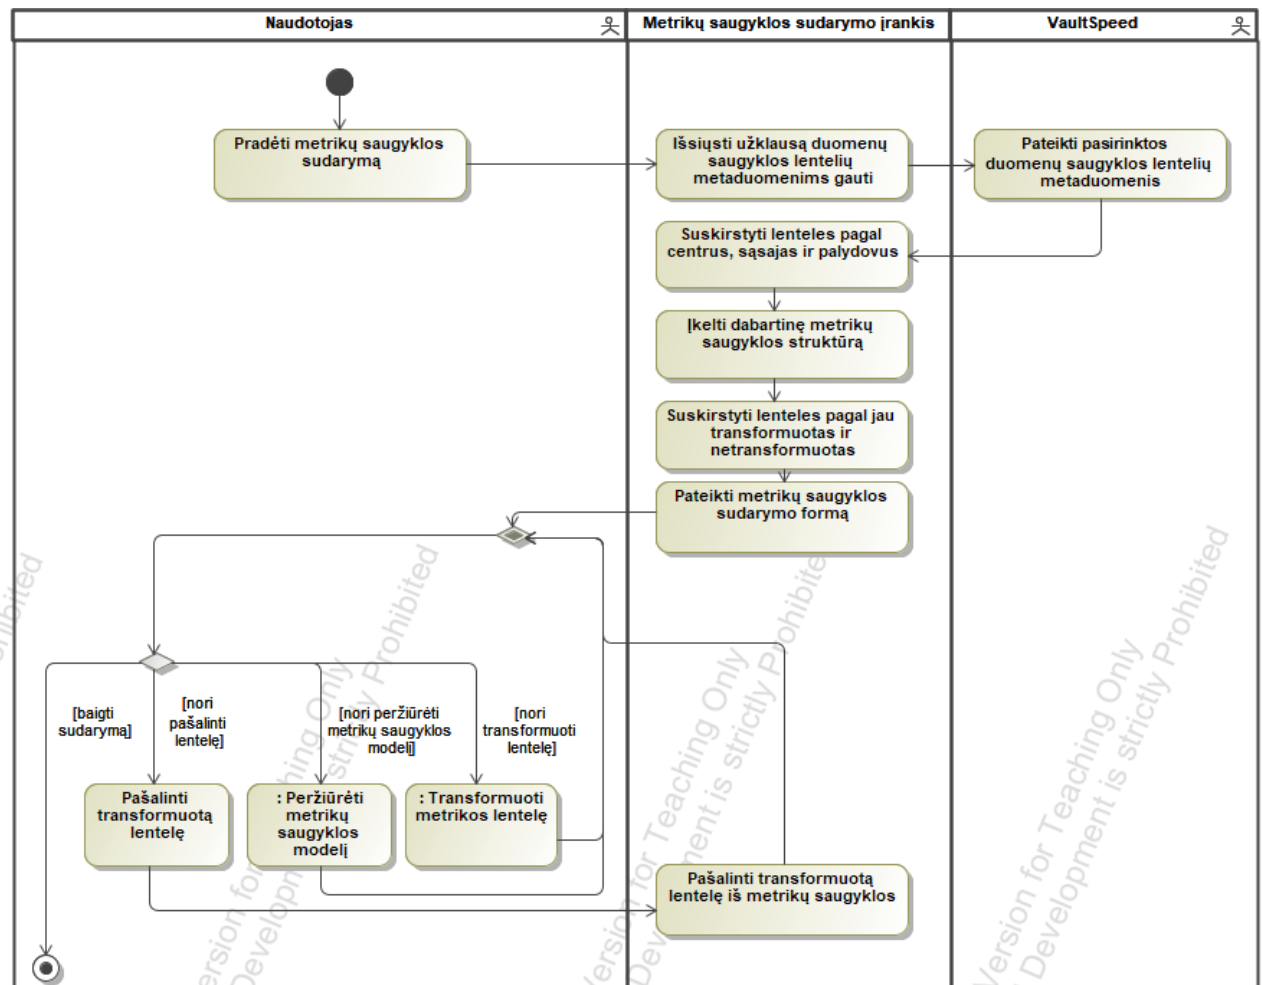 Naudotojas
Metrikų saugyklos sudarymo įrankis
VaultSpeed
Pradėti metrikų saugyklos
sudarymą
Išsiųsti užklausą duomenų
saugyklos lentelių
metaduomenims gauti
Pateikti pasirinktos
duomenų saugyklos lentelių
metaduomenis
Suskirstyti lenteles pagal
centrus, sąsajas ir palydovus
Įkelti dabartinę metrikų
saugyklos struktūrą
Suskirstyti lenteles pagal jau
transformuotas ir
netransformuotas
Pateikti metrikų saugyklos
sudarymo formą
[baigti
sudarymą]
[nori
pašalinti
lentelę]
[nori peržiūrėti
metrikų saugyklos
modelį]
[nori
transformuoti
lentelę]
Pašalinti
transformuotą
lentelę
: Peržiūrėti
metrikų
saugyklos
modelį
: Transformuoti
metrikos lentelę
Pašalinti transformuotą
lentelę iš metrikų saugyklos
Version for Teaching Only
Development is strictly Prohibited
Version for Teaching Only
Development is strictly Prohibited